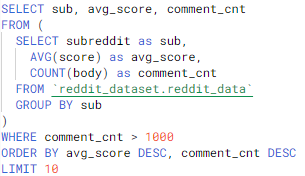 SELECT sub, avg_score, comment_cnt
FROM (
  SELECT subreddit as sub,
    AVG(score) as avg_score,
    COUNT(body) as comment_cnt
  FROM `reddit_dataset.reddit_data`
  GROUP BY sub
)
WHERE comment_cnt > 1000
ORDER BY avg_score DESC, comment_cnt DESC
LIMIT 10